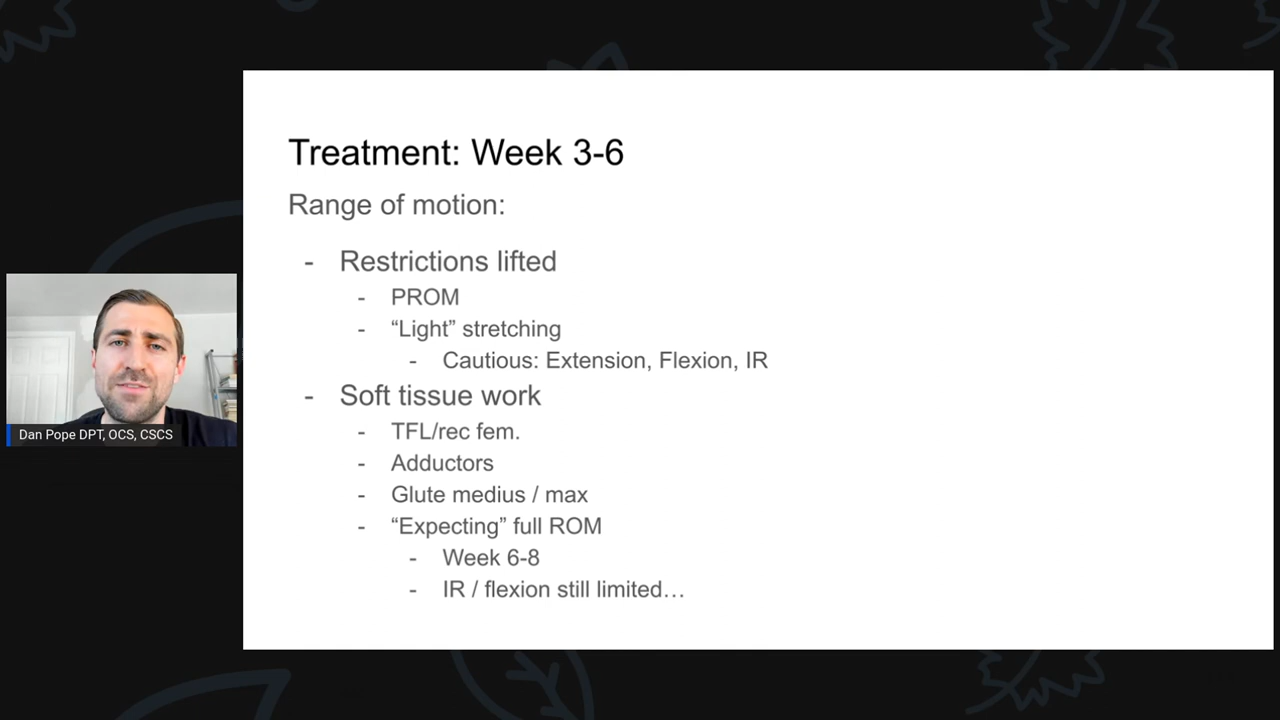 Treatment: Week 3-6
Range of motion:
- Restrictions lifted
- PROM
- “Light” stretching
- Cautious: Extension, Flexion, IR
- Soft tissue work
- TFL/rec fem.
- Adductors
- Glute medius / max
- “Expecting” full ROM
- Week 6-8
- IR / flexion still limited…
Dan Pope DPT, OCS, CSCS